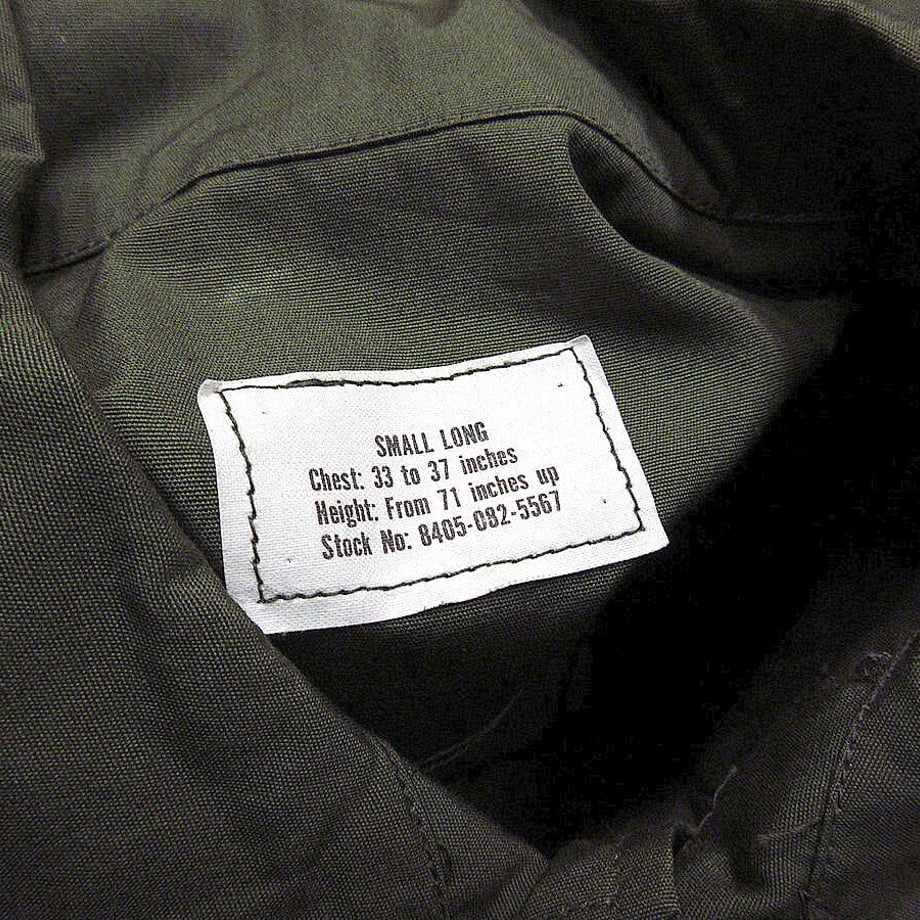 SMALL LONG
Chest: 33 to 37 inches
Height: From 71 inches up
Stock No: 8405-082-5567